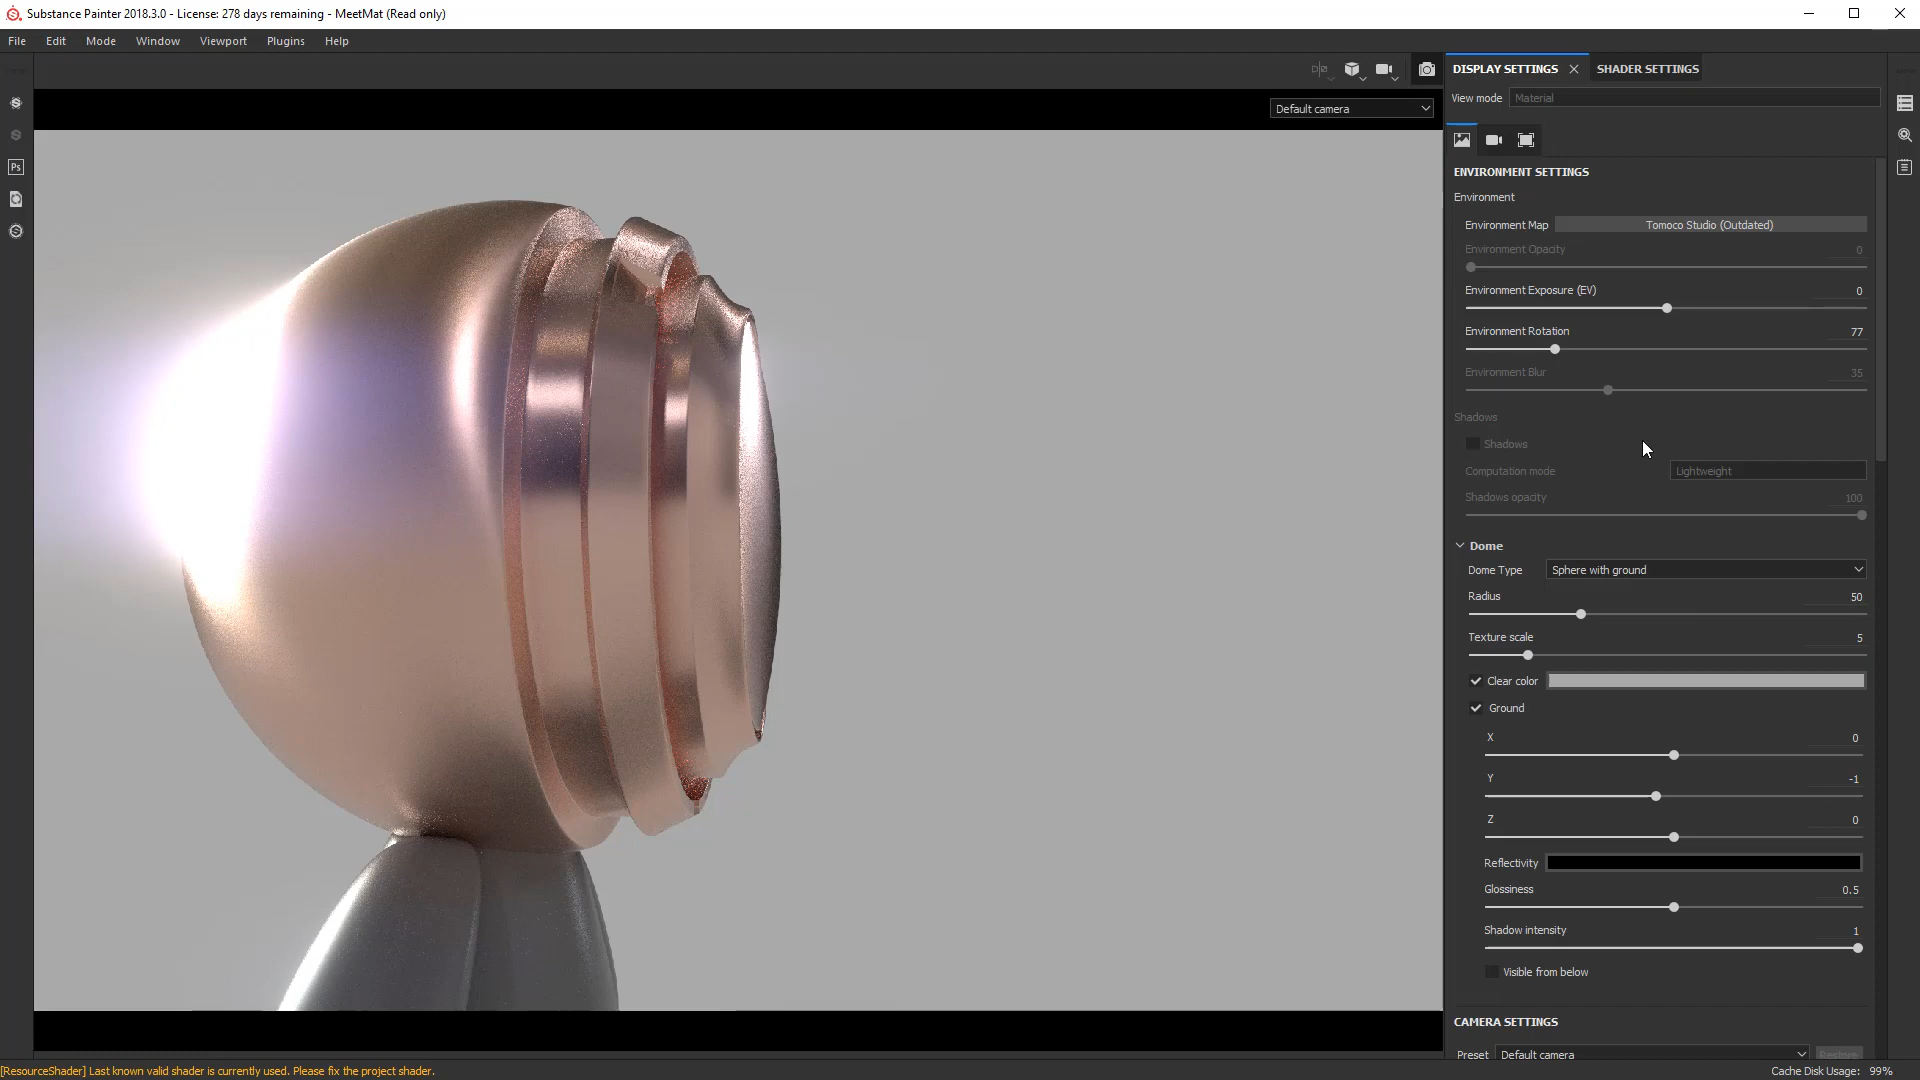 Substance Painter 2018.3.0 - License: 278 days remaining - MeetMat (Read only)
File Edit Mode Window Viewport Plugins Help
DISPLAY SETTINGS SHADER SETTINGS
View mode Material
Default camera
Ps
ENVIRONMENT SETTINGS
Environment
Environment Map Tomoco Studio (Outdated)
Environment Opacity 0
Environment Exposure (EV) 0
Environment Rotation 77
Environment Blur 35
Shadows
Shadows
Computation mode Lightweight
Shadows opacity 100
Dome
Dome Type Sphere with ground
Radius 50
Texture scale 5
Clear color
Ground
X 0
Y -1
Z 0
Reflectivity
Glossiness 0.5
Shadow intensity 1
Visible from below
CAMERA SETTINGS
Preset Default camera Restore
[ResourceShader] Last known valid shader is currently used. Please fix the project shader.
Cache Disk Usage: 99%